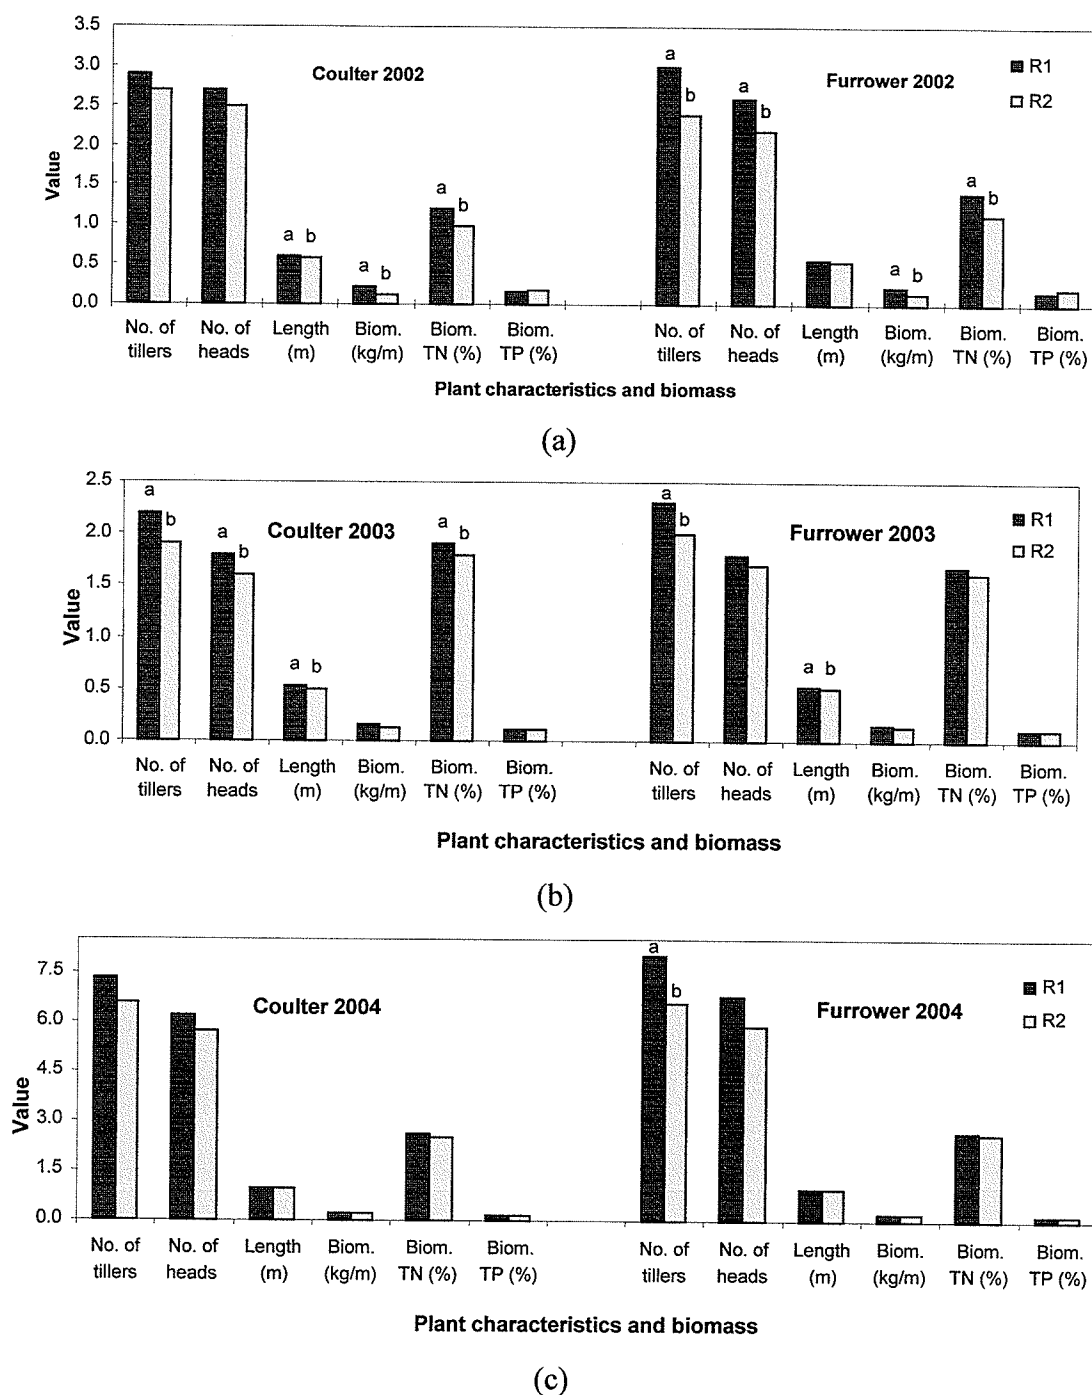 3.5
3.0
2.5
2.0
1.5
1.0
0.5
0.0
Value
Coulter 2002
Furrower 2002
R1
R2
a b
a b
a b
a b
a b
a b
a b
No. of tillers
No. of heads
Length (m)
Biom. (kg/m)
Biom. TN (%)
Biom. TP (%)
No. of tillers
No. of heads
Length (m)
Biom. (kg/m)
Biom. TN (%)
Biom. TP (%)
Plant characteristics and biomass
(a)
2.5
2.0
1.5
1.0
0.5
0.0
Value
Coulter 2003
Furrower 2003
R1
R2
a b
a b
a b
a b
a b
a b
No. of tillers
No. of heads
Length (m)
Biom. (kg/m)
Biom. TN (%)
Biom. TP (%)
No. of tillers
No. of heads
Length (m)
Biom. (kg/m)
Biom. TN (%)
Biom. TP (%)
Plant characteristics and biomass
(b)
7.5
6.0
4.5
3.0
1.5
0.0
Value
Coulter 2004
Furrower 2004
R1
R2
a b
No. of tillers
No. of heads
Length (m)
Biom. (kg/m)
Biom. TN (%)
Biom. TP (%)
No. of tillers
No. of heads
Length (m)
Biom. (kg/m)
Biom. TN (%)
Biom. TP (%)
Plant characteristics and biomass
(c)